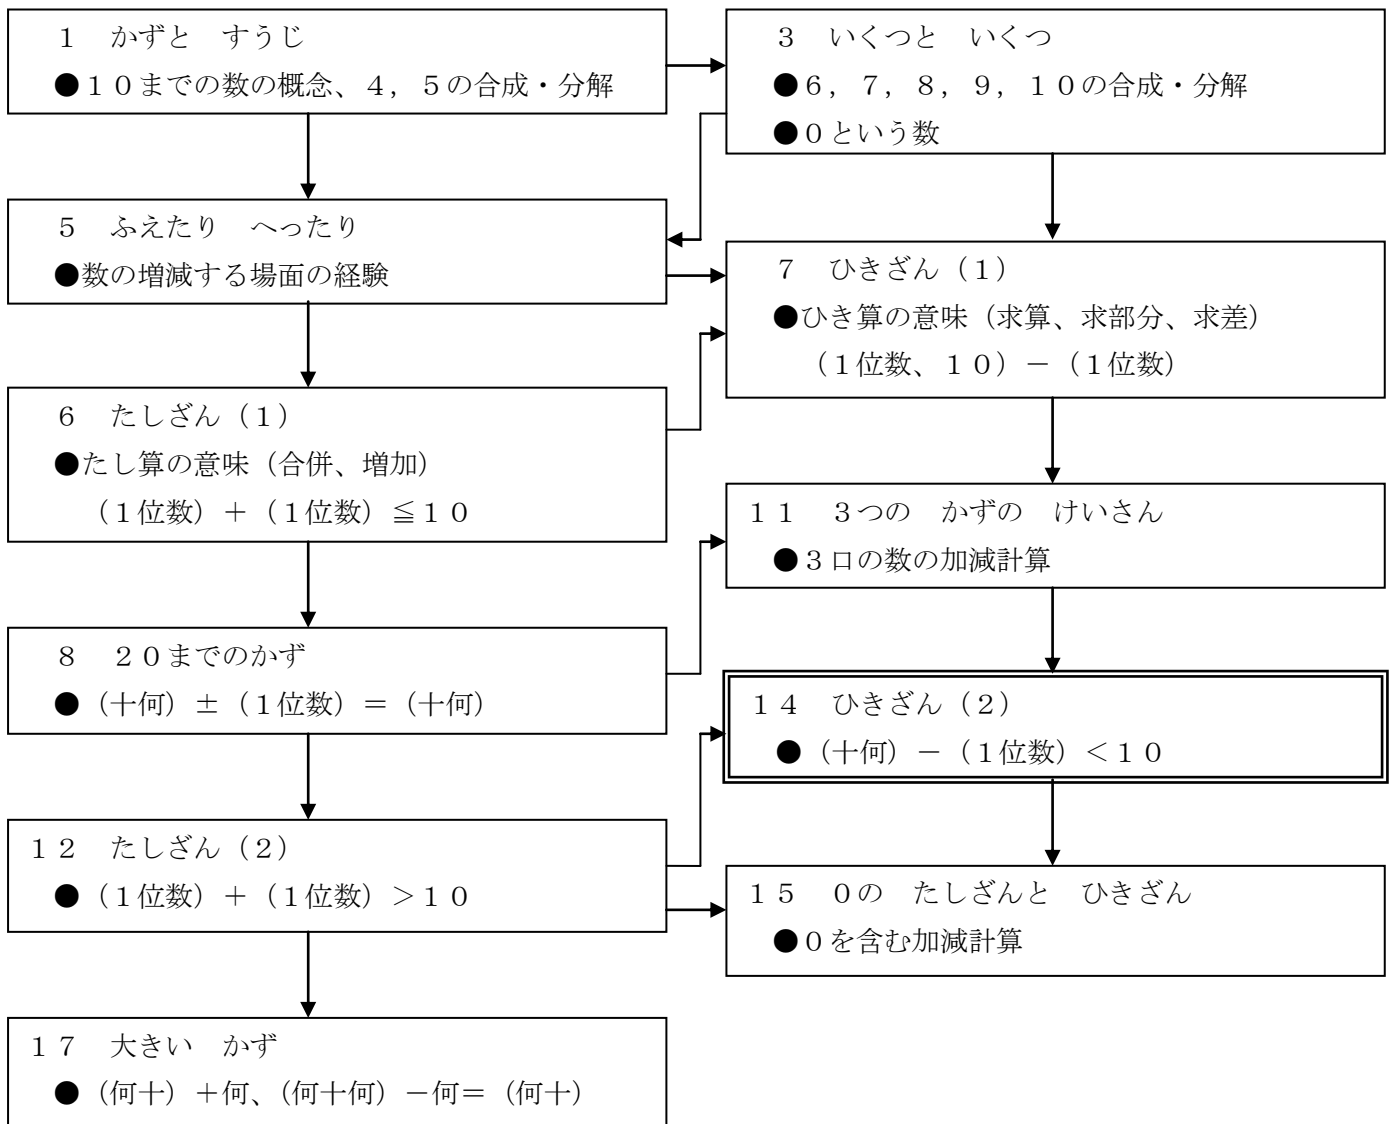 １　かずと　すうじ
●１０までの数の概念、４，５の合成・分解
３　いくつと　いくつ
●６，７，８，９，１０の合成・分解
●０という数
５　ふえたり　へったり
●数の増減する場面の経験
７　ひきざん（１）
●ひき算の意味（求算、求部分、求差）
（１位数、１０）－（１位数）
６　たしざん（１）
●たし算の意味（合併、増加）
（１位数）＋（１位数）≦１０
１１　３つの　かずの　けいさん
●３口の数の加減計算
８　２０までのかず
●（十何）±（１位数）＝（十何）
１４　ひきざん（２）
●（十何）－（１位数）＜１０
１２　たしざん（２）
●（１位数）＋（１位数）＞１０
１５　０の　たしざんと　ひきざん
●０を含む加減計算
１７　大きい　かず
●（何十）＋何、（何十何）－何＝（何十）